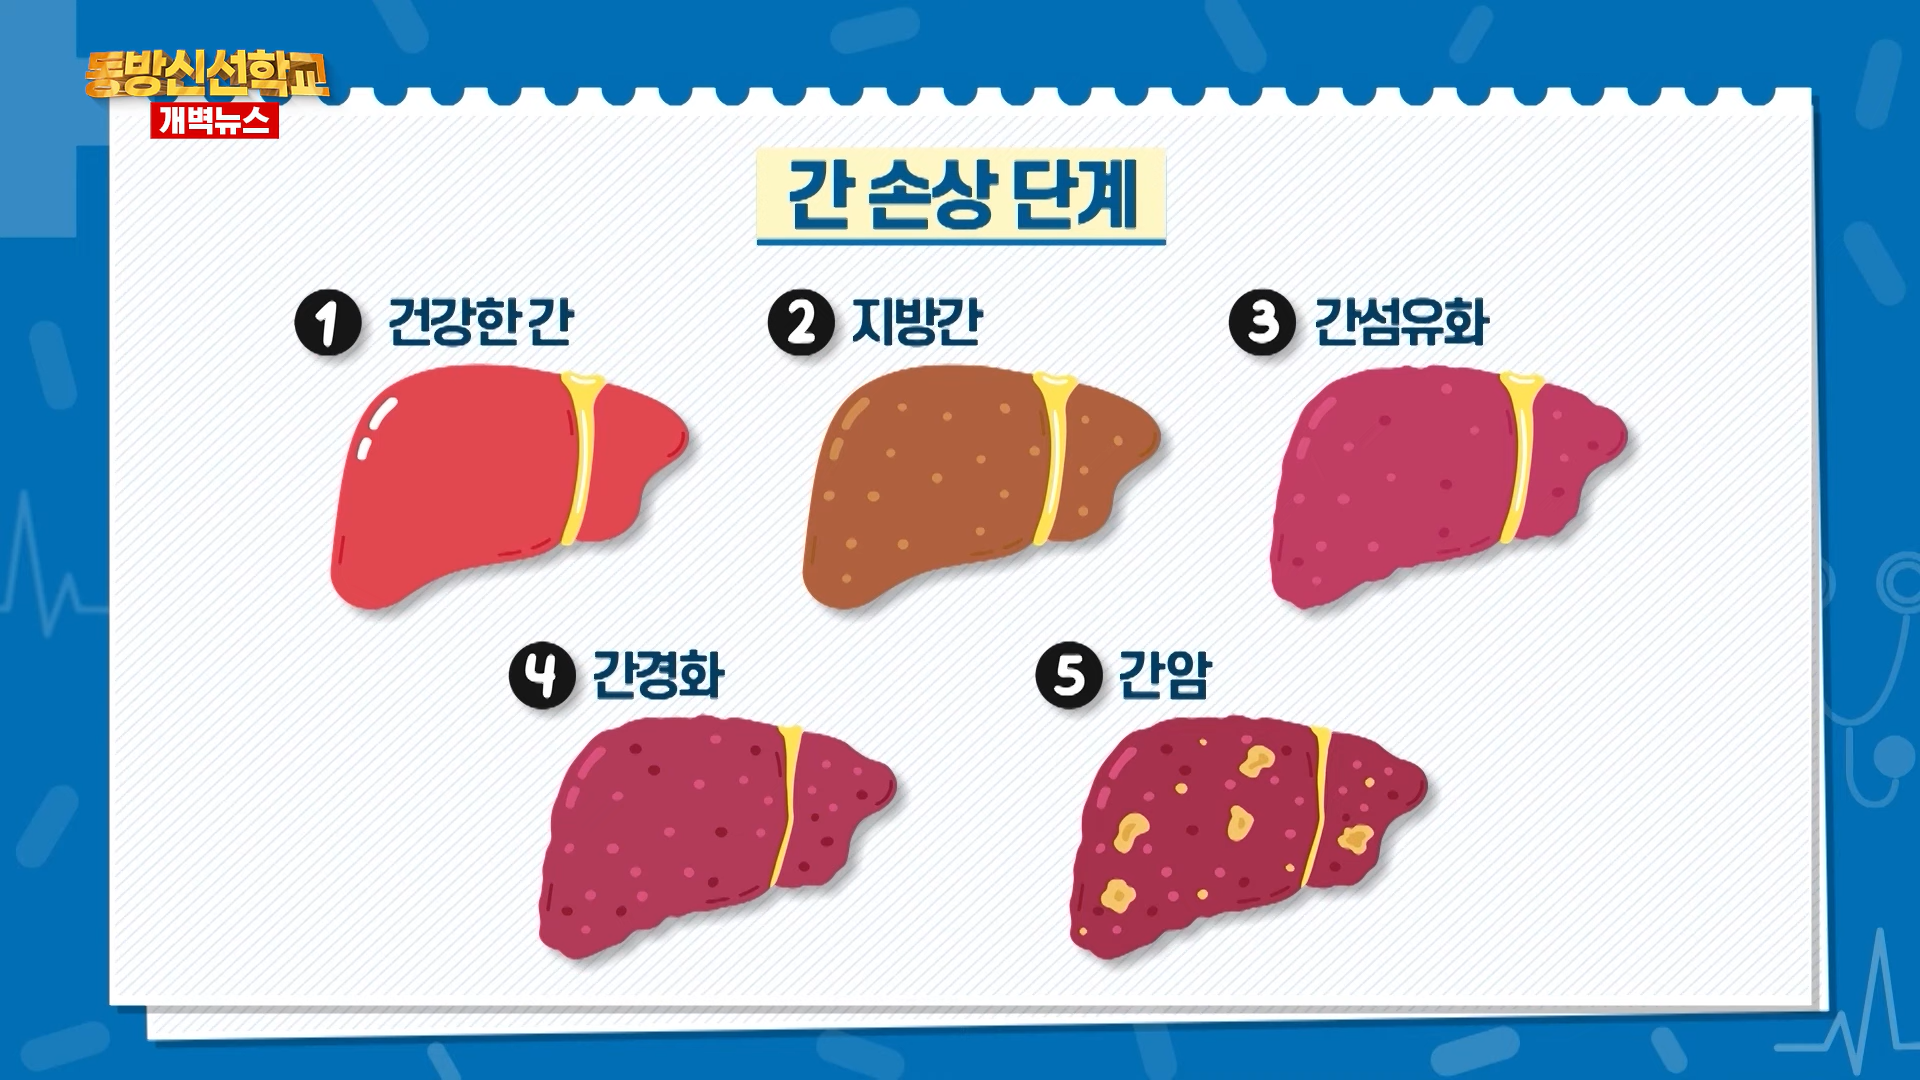 동방신선학교
개벽뉴스
간 손상 단계
1 건강한 간
2 지방간
3 간섬유화
4 간경화
5 간암